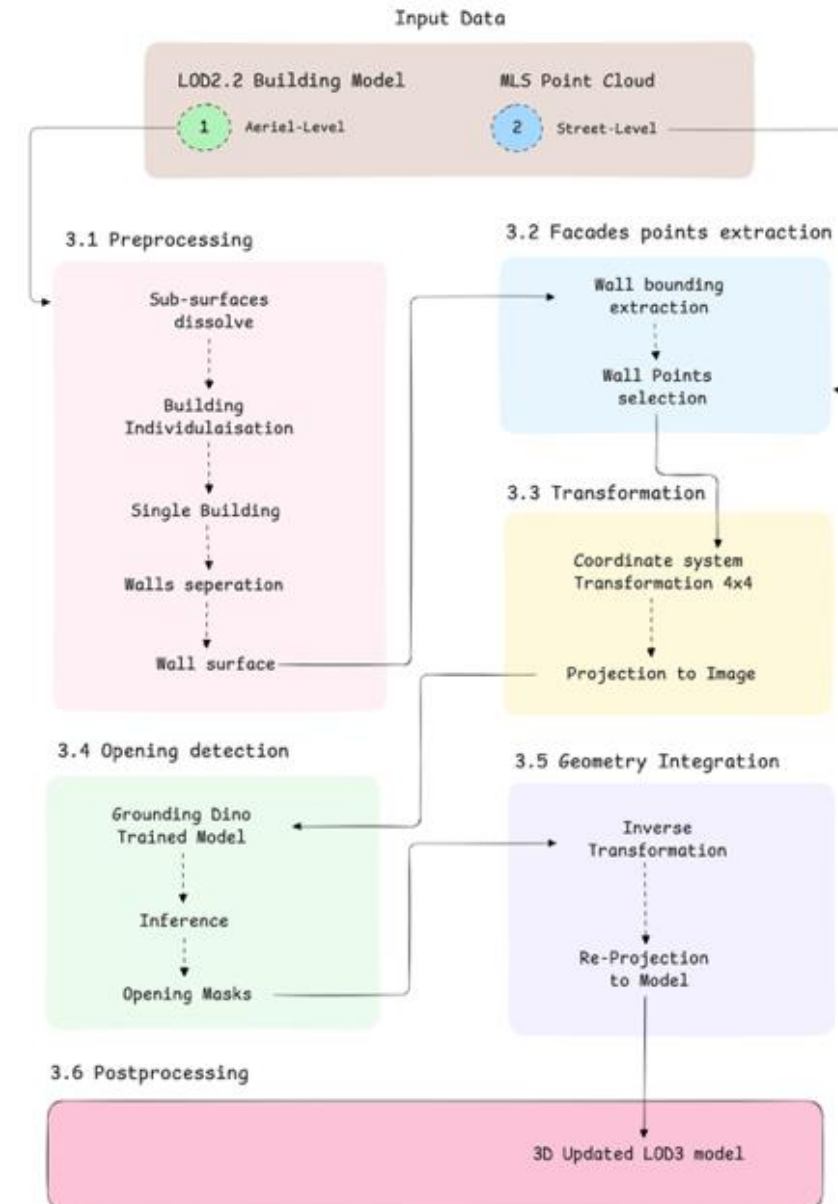 Input Data
LOD2.2 Building Model
MLS Point Cloud
1
Aeriel-Level
2
Street-Level
3.1 Preprocessing
Sub-surfaces
dissolve
Building
Individulaisation
Single Building
Walls seperation
Wall surface
3.2 Facades points extraction
Wall bounding
extraction
Wall Points
selection
3.3 Transformation
Coordinate system
Transformation 4x4
Projection to Image
3.4 Opening detection
Grounding Dino
Trained Model
Inference
Opening Masks
3.5 Geometry Integration
Inverse
Transformation
Re-Projection
to Model
3.6 Postprocessing
3D Updated LOD3 model